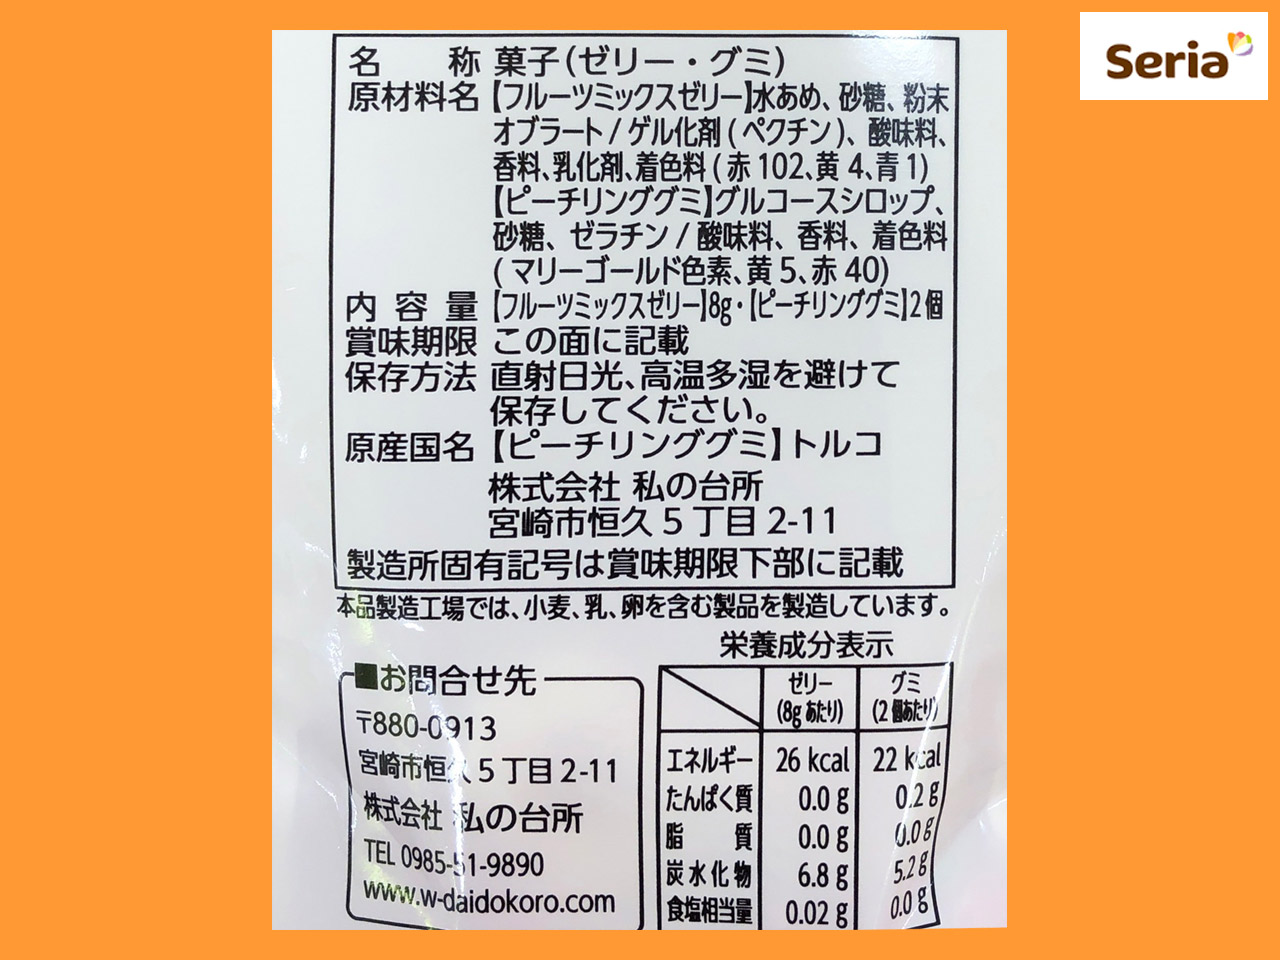 Seria
名称 菓子(ゼリー・グミ)
原材料名【フルーツミックスゼリー】水あめ、砂糖、粉末
オブラート/ゲル化剤(ペクチン)、酸味料、
香料、乳化剤、着色料(赤102、黄4、青1)
【ピーチリンググミ】グルコースシロップ、
砂糖、ゼラチン/酸味料、香料、着色料
(マリーゴールド色素、黄5、赤40)
内容量【フルーツミックスゼリー】8g・【ピーチリンググミ】2個
賞味期限 この面に記載
保存方法 直射日光、高温多湿を避けて
保存してください。
原産国名【ピーチリンググミ】トルコ
株式会社 私の台所
宮崎市恒久5丁目2-11
製造所固有記号は賞味期限下部に記載
本品製造工場では、小麦、乳、卵を含む製品を製造しています。
■お問合せ先
〒880-0913
宮崎市恒久5丁目2-11
株式会社 私の台所
TEL 0985-51-9890
www.w-daidokoro.com
栄養成分表示
ゼリー(8gあたり) グミ(2個あたり)
エネルギー 26 kcal 22 kcal
たんぱく質 0.0 g 0.2 g
脂質 0.0 g 0.0 g
炭水化物 6.8 g 5.2 g
食塩相当量 0.02 g 0.0 g